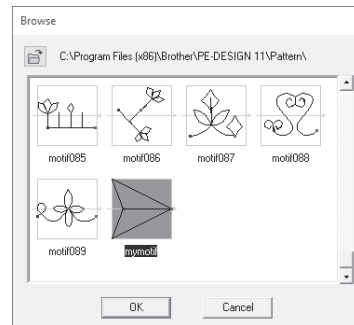 Browse
C:\Program Files (x86)\Brother\PE-DESIGN 11\Pattern\
motif085 motif086 motif087 motif088
motif089 mymotif
OK Cancel